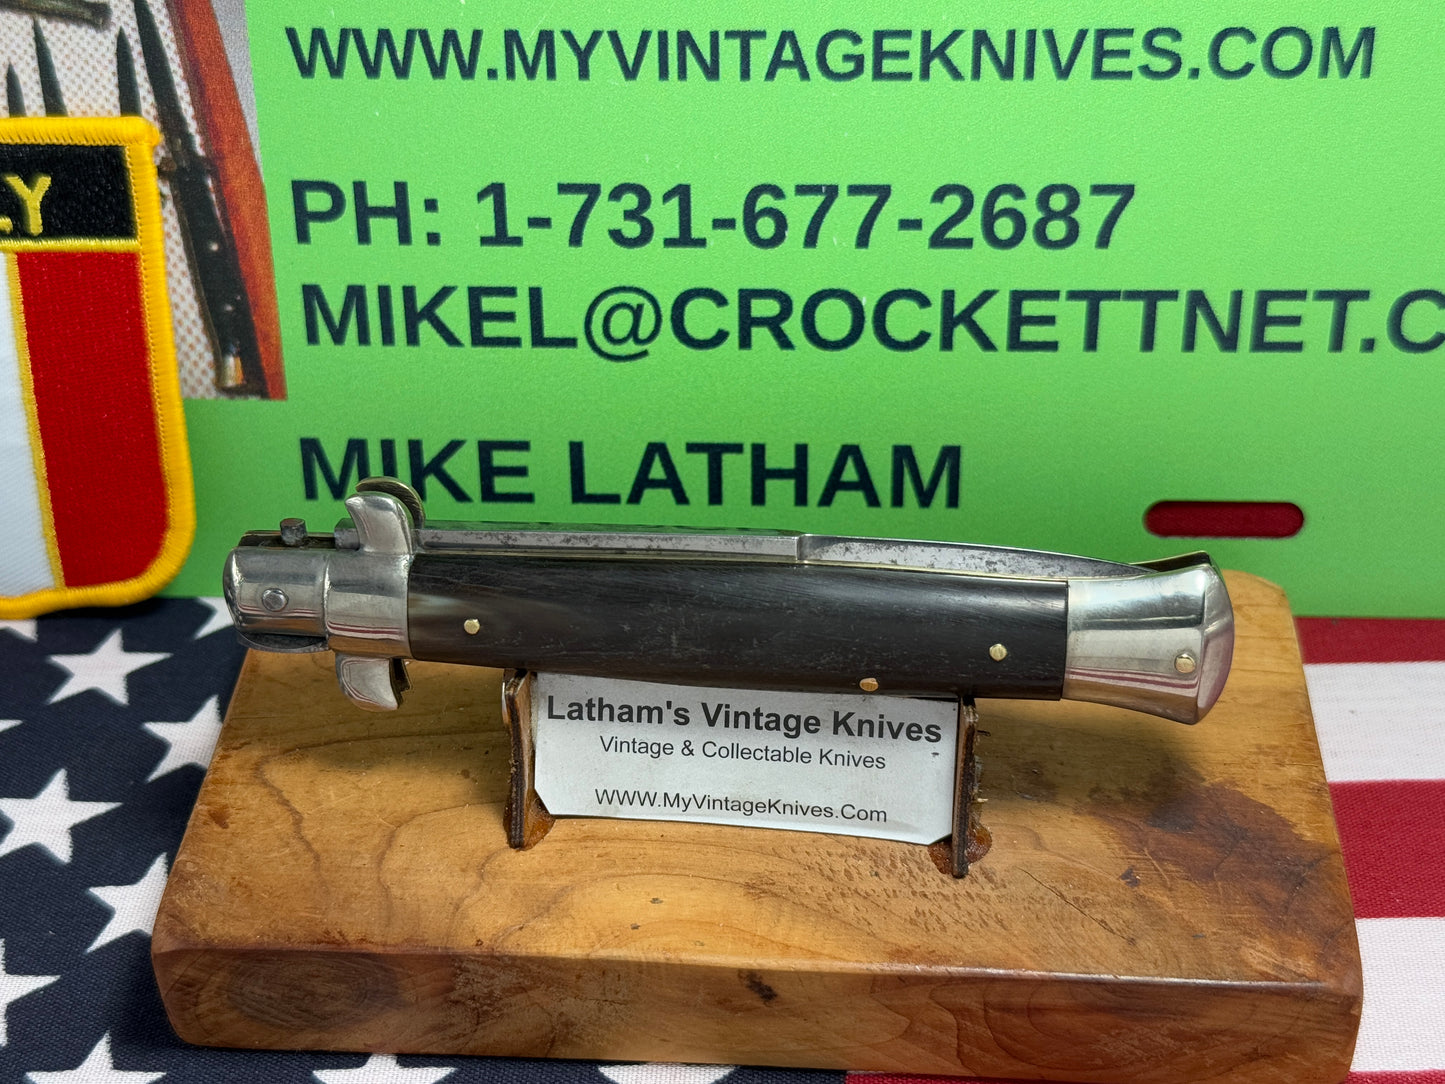 WWW.MYVINTAGEKNIVES.COM
PH: 1-731-677-2687
MIKEL@CROCKETTNET.C
MIKE LATHAM
LY
Latham's Vintage Knives
Vintage & Collectable Knives
WWW.MyVintageKnives.Com